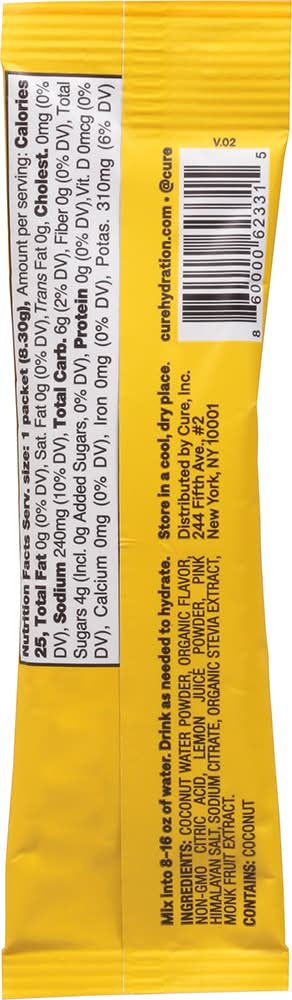 Nutrition Facts Serv. size: 1 packet (8.30g), Amount per serving: Calories
25, Total Fat 0g (0% DV), Sat. Fat 0g (0% DV), Trans Fat 0g, Cholest. 0mg (0%
DV), Sodium 240mg (10% DV), Total Carb. 6g (2% DV), Fiber 0g (0% DV), Total
Sugars 4g (Incl. 0g Added Sugars, 0% DV), Protein 0g (0% DV), Vit. D 0mcg (0%
DV), Calcium 0mg (0% DV), Iron 0mg (0% DV), Potas. 310mg (6% DV)
Mix into 8-16 oz of water. Drink as needed to hydrate.
INGREDIENTS: COCONUT WATER POWDER, ORGANIC FLAVOR,
NON-GMO CITRIC ACID, LEMON JUICE POWDER, PINK
HIMALAYAN SALT, SODIUM CITRATE, ORGANIC STEVIA EXTRACT,
MONK FRUIT EXTRACT.
CONTAINS: COCONUT
Store in a cool, dry place.
Distributed by Cure, Inc.
244 Fifth Ave., #2
New York, NY 10001
curehydration.com • @cure
V.02
8 60000 62331 5